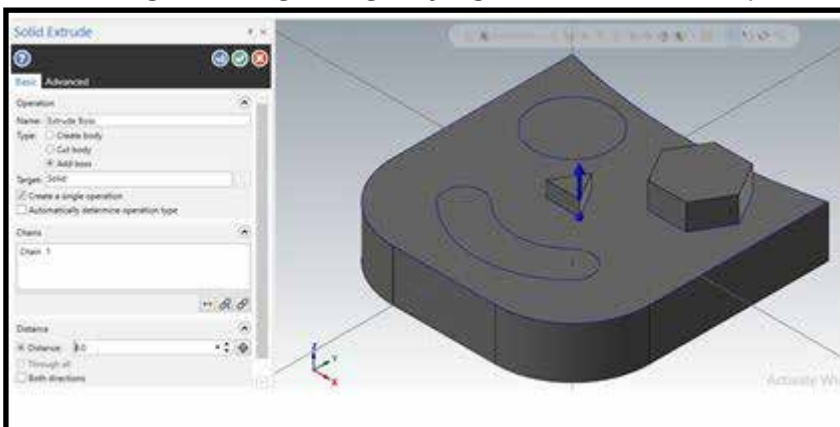 Solid Extrude
Basic Advanced
Operation
Name: Extrude Boss
Type: Create body
Cut body
Add boss
Target: Solid
Create a single operation
Automatically determine operation type
Chains
Chain 1
Distance
Distance:
Through all
Both directions
Z
Y
X
Activate Wi